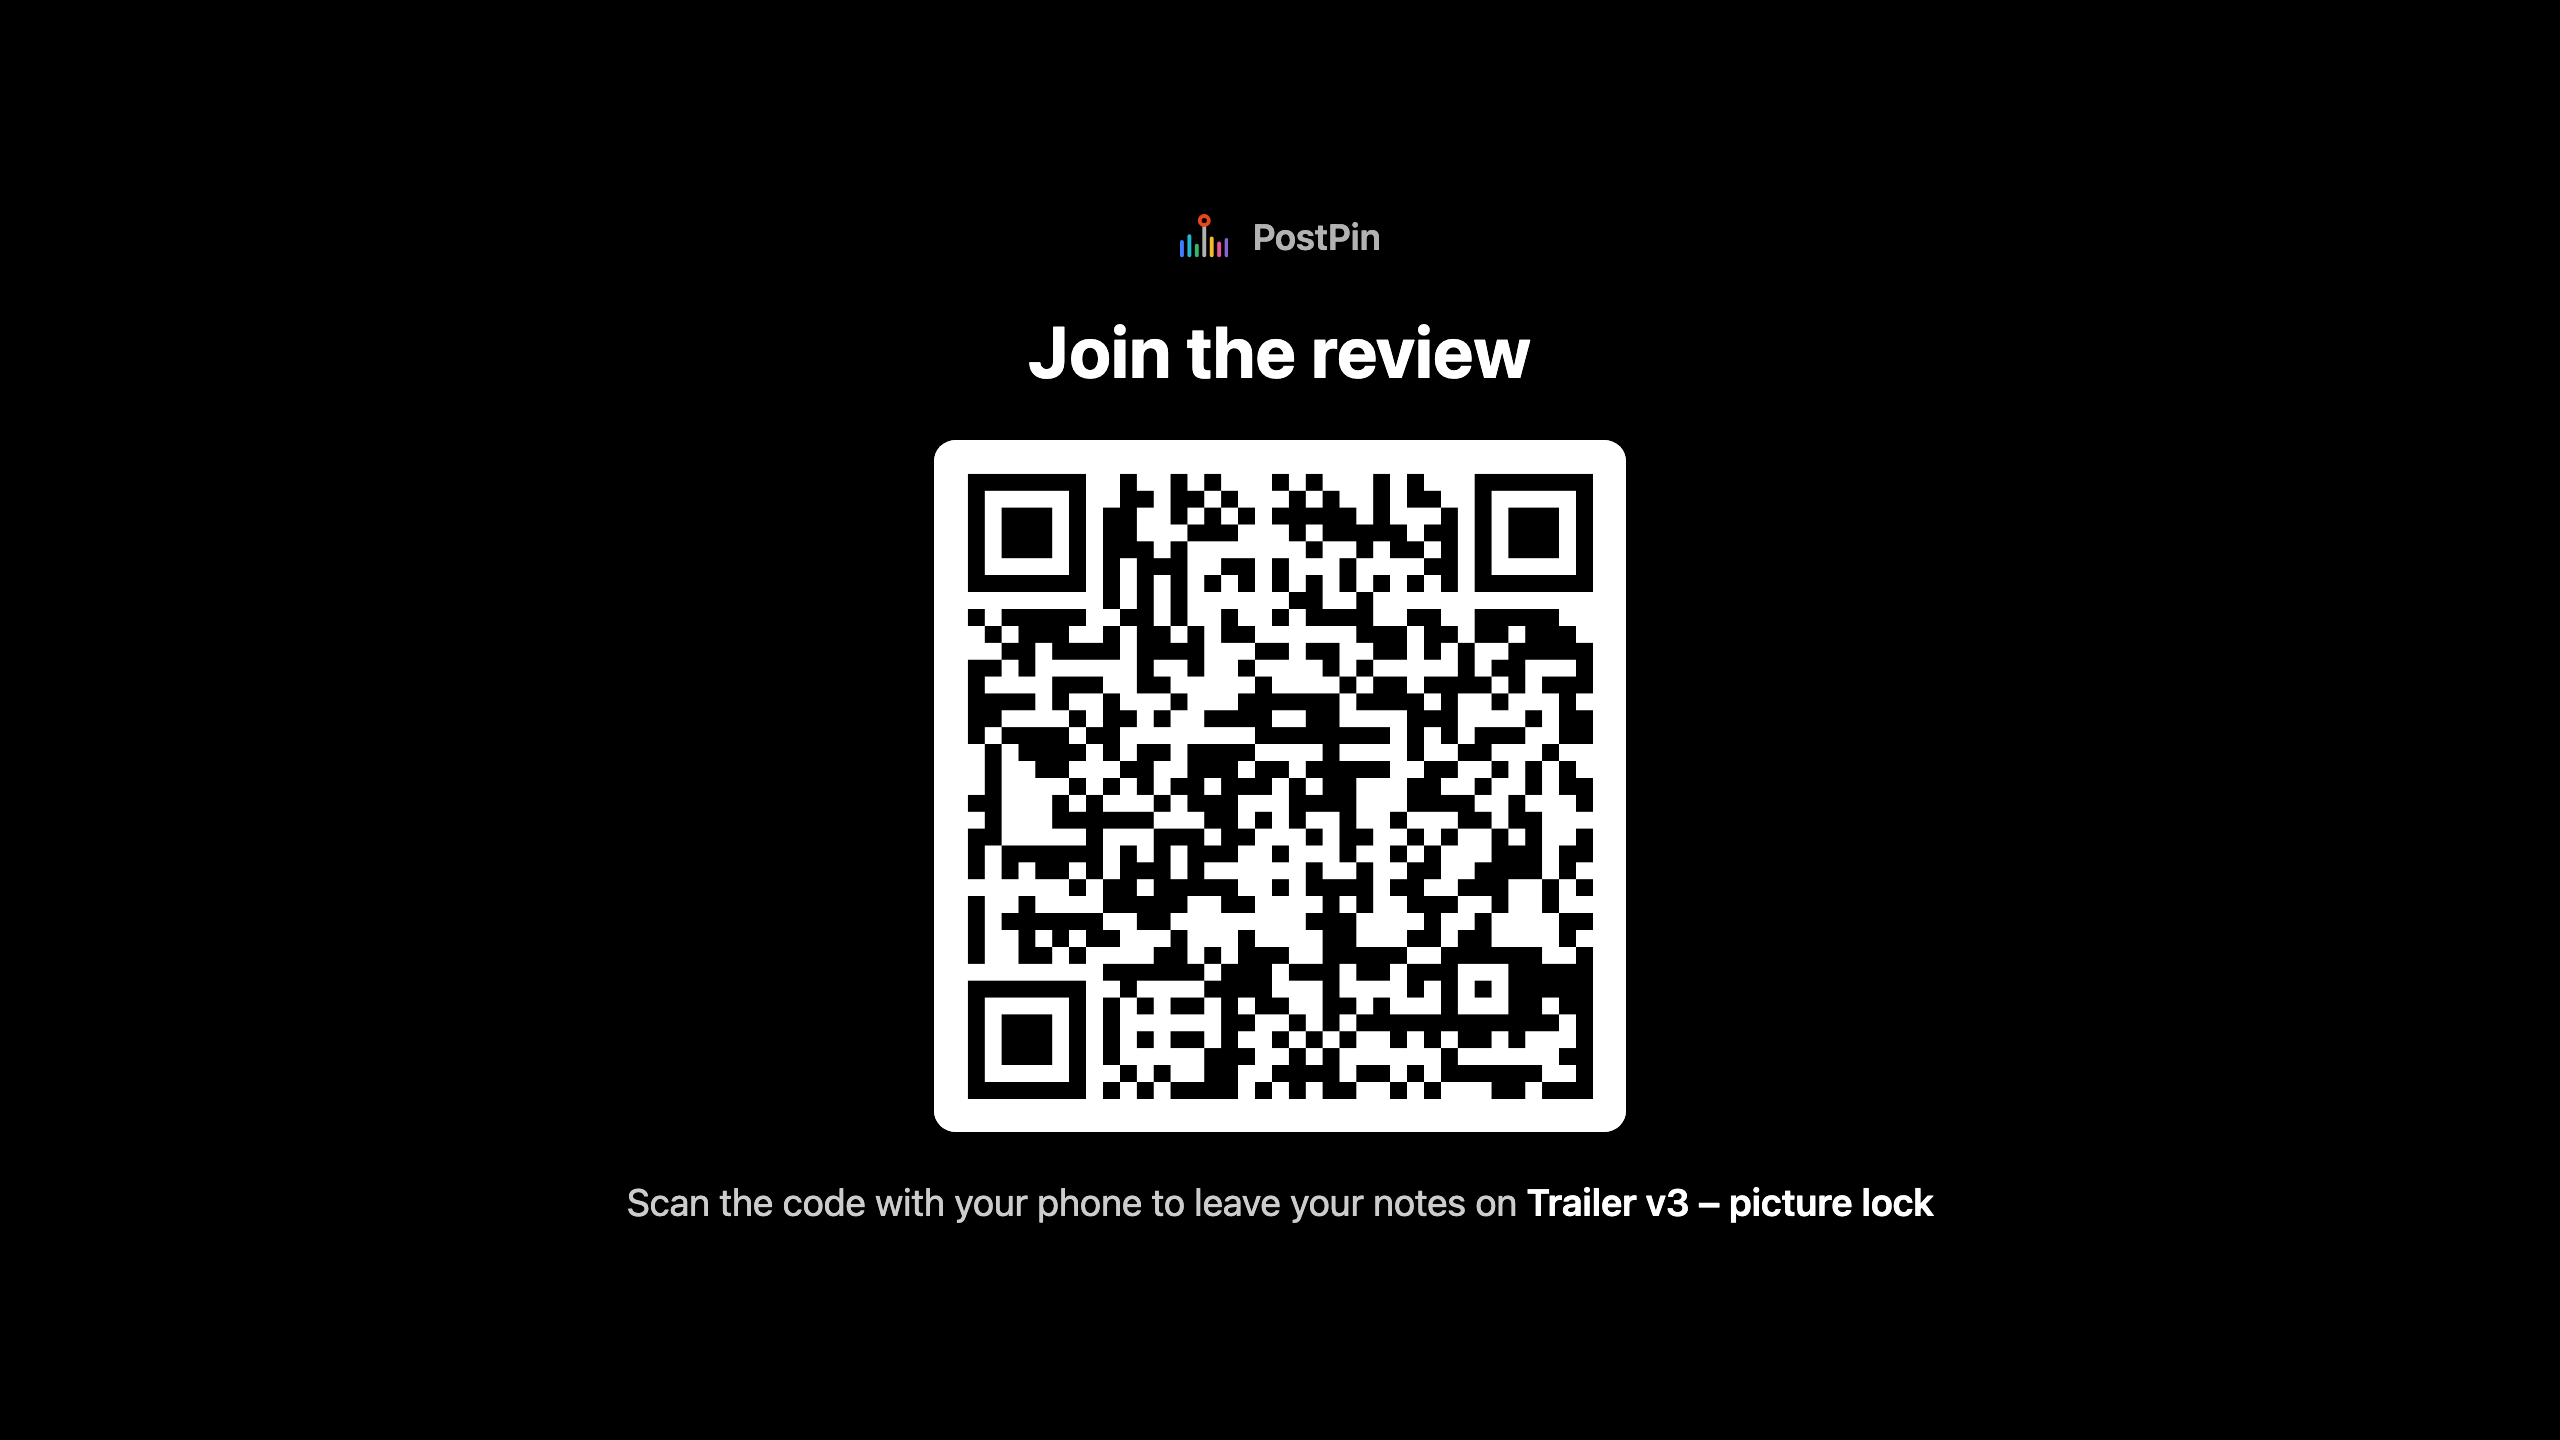 PostPin
Join the review
Scan the code with your phone to leave your notes on Trailer v3 – picture lock